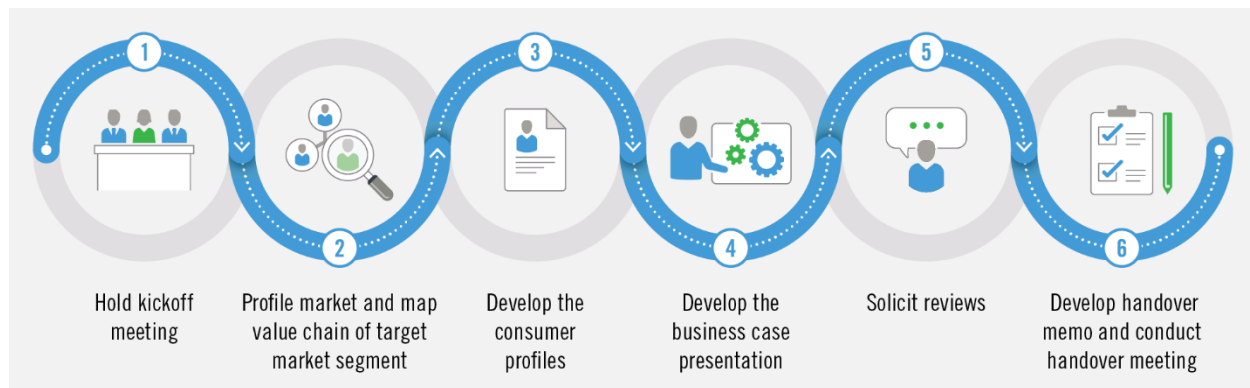 1
Hold kickoff
meeting
2
Profile market and map
value chain of target
market segment
3
Develop the
consumer
profiles
4
Develop the
business case
presentation
5
Solicit reviews
6
Develop handover
memo and conduct
handover meeting